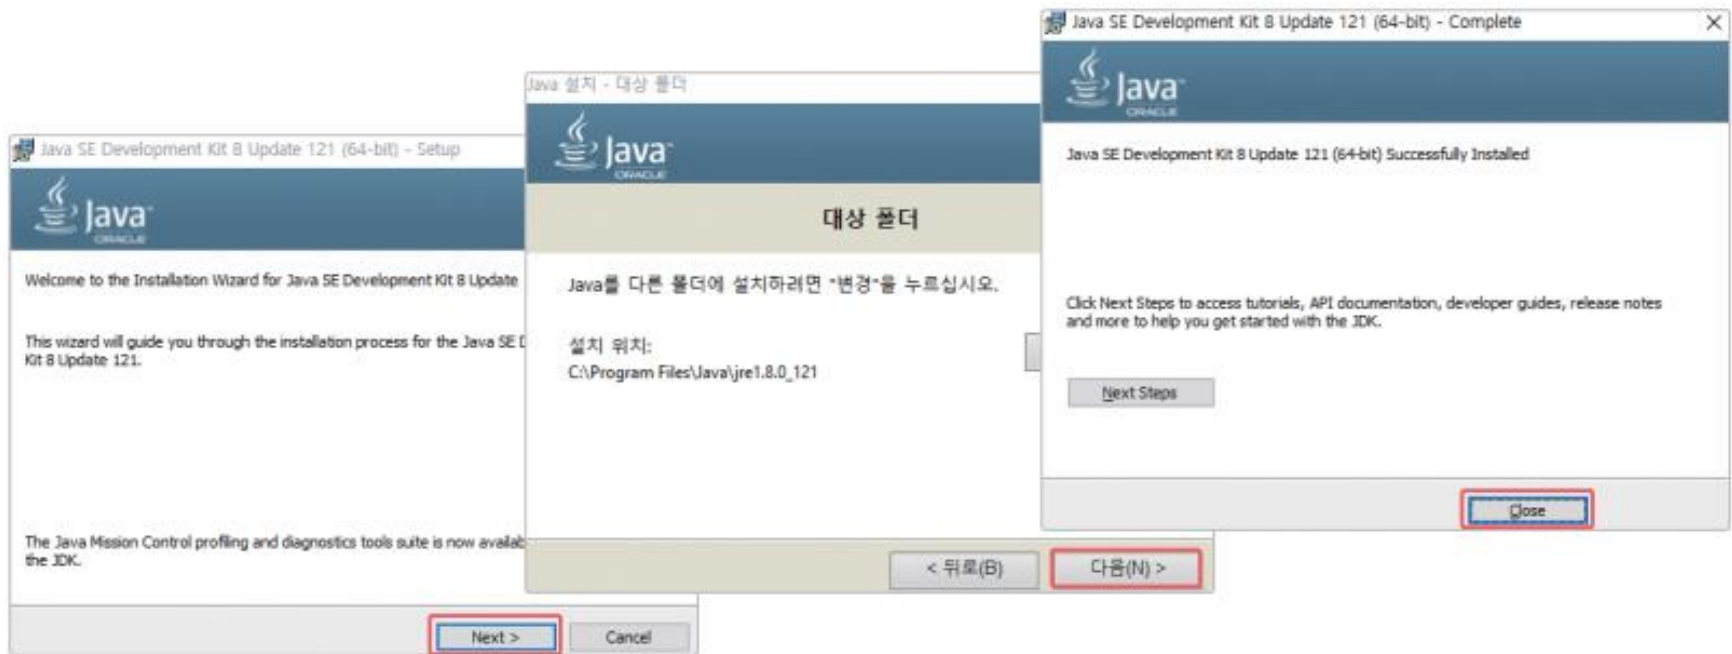 Java SE Development Kit 8 Update 121 (64-bit) - Setup
Java
ORACLE
Welcome to the Installation Wizard for Java SE Development Kit 8 Update
This wizard will guide you through the installation process for the Java SE D
Kit 8 Update 121.
The Java Mission Control profiling and diagnostics tools suite is now availab
the JDK.
Next >
Cancel
Java 설치 - 대상 폴더
Java
ORACLE
대상 폴더
Java를 다른 폴더에 설치하려면 "변경"을 누르십시오.
설치 위치:
C:\Program Files\Java\jre1.8.0_121
< 뒤로(B)
다음(N) >
Java SE Development Kit 8 Update 121 (64-bit) - Complete
Java
ORACLE
Java SE Development Kit 8 Update 121 (64-bit) Successfully Installed
Click Next Steps to access tutorials, API documentation, developer guides, release notes
and more to help you get started with the JDK.
Next Steps
Close